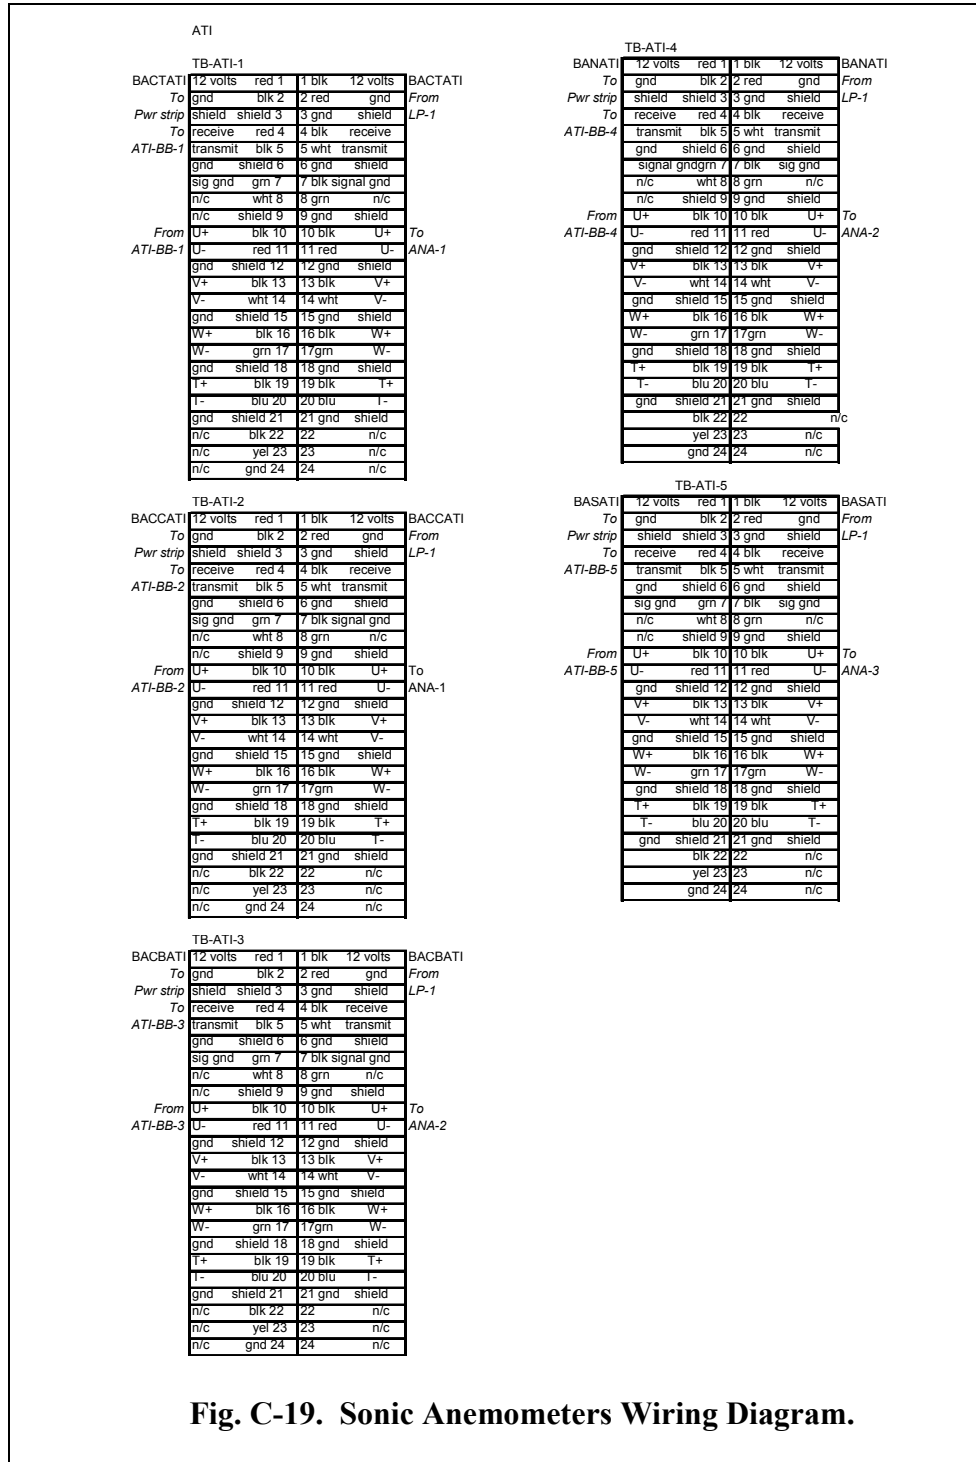 ATI
TB-ATI-1
BACTATI 12 volts red 1 1 blk 12 volts BACTATI
To gnd blk 2 2 red gnd From
Pwr strip shield shield 3 3 gnd shield LP-1
To receive red 4 4 blk receive
ATI-BB-1 transmit blk 5 5 wht transmit
gnd shield 6 6 gnd shield
sig gnd grn 7 7 blk signal gnd
n/c wht 8 8 grn n/c
n/c shield 9 9 gnd shield
From U+ blk 10 10 blk U+ To
ATI-BB-1 U- red 11 11 red U- ANA-1
gnd shield 12 12 gnd shield
V+ blk 13 13 blk V+
V- wht 14 14 wht V-
gnd shield 15 15 gnd shield
W+ blk 16 16 blk W+
W- grn 17 17grn W-
gnd shield 18 18 gnd shield
T+ blk 19 19 blk T+
T- blu 20 20 blu T-
gnd shield 21 21 gnd shield
n/c blk 22 22 n/c
n/c yel 23 23 n/c
n/c gnd 24 24 n/c
TB-ATI-2
BACCATI 12 volts red 1 1 blk 12 volts BACCATI
To gnd blk 2 2 red gnd From
Pwr strip shield shield 3 3 gnd shield LP-1
To receive red 4 4 blk receive
ATI-BB-2 transmit blk 5 5 wht transmit
gnd shield 6 6 gnd shield
sig gnd grn 7 7 blk signal gnd
n/c wht 8 8 grn n/c
n/c shield 9 9 gnd shield
From U+ blk 10 10 blk U+ To
ATI-BB-2 U- red 11 11 red U- ANA-1
gnd shield 12 12 gnd shield
V+ blk 13 13 blk V+
V- wht 14 14 wht V-
gnd shield 15 15 gnd shield
W+ blk 16 16 blk W+
W- grn 17 17grn W-
gnd shield 18 18 gnd shield
T+ blk 19 19 blk T+
T- blu 20 20 blu T-
gnd shield 21 21 gnd shield
n/c blk 22 22 n/c
n/c yel 23 23 n/c
n/c gnd 24 24 n/c
TB-ATI-3
BACBATI 12 volts red 1 1 blk 12 volts BACBATI
To gnd blk 2 2 red gnd From
Pwr strip shield shield 3 3 gnd shield LP-1
To receive red 4 4 blk receive
ATI-BB-3 transmit blk 5 5 wht transmit
gnd shield 6 6 gnd shield
sig gnd grn 7 7 blk signal gnd
n/c wht 8 8 grn n/c
n/c shield 9 9 gnd shield
From U+ blk 10 10 blk U+ To
ATI-BB-3 U- red 11 11 red U- ANA-2
gnd shield 12 12 gnd shield
V+ blk 13 13 blk V+
V- wht 14 14 wht V-
gnd shield 15 15 gnd shield
W+ blk 16 16 blk W+
W- grn 17 17grn W-
gnd shield 18 18 gnd shield
T+ blk 19 19 blk T+
T- blu 20 20 blu T-
gnd shield 21 21 gnd shield
n/c blk 22 22 n/c
n/c yel 23 23 n/c
n/c gnd 24 24 n/c
TB-ATI-4
BANATI 12 volts red 1 1 blk 12 volts BANATI
To gnd blk 2 2 red gnd From
Pwr strip shield shield 3 3 gnd shield LP-1
To receive red 4 4 blk receive
ATI-BB-4 transmit blk 5 5 wht transmit
gnd shield 6 6 gnd shield
signal gndgrn 7 7 blk sig gnd
n/c wht 8 8 grn n/c
n/c shield 9 9 gnd shield
From U+ blk 10 10 blk U+ To
ATI-BB-4 U- red 11 11 red U- ANA-2
gnd shield 12 12 gnd shield
V+ blk 13 13 blk V+
V- wht 14 14 wht V-
gnd shield 15 15 gnd shield
W+ blk 16 16 blk W+
W- grn 17 17grn W-
gnd shield 18 18 gnd shield
T+ blk 19 19 blk T+
T- blu 20 20 blu T-
gnd shield 21 21 gnd shield
blk 22 22 n/c
yel 23 23 n/c
gnd 24 24 n/c
TB-ATI-5
BASATI 12 volts red 1 1 blk 12 volts BASATI
To gnd blk 2 2 red gnd From
Pwr strip shield shield 3 3 gnd shield LP-1
To receive red 4 4 blk receive
ATI-BB-5 transmit blk 5 5 wht transmit
gnd shield 6 6 gnd shield
sig gnd grn 7 7 blk sig gnd
n/c wht 8 8 grn n/c
n/c shield 9 9 gnd shield
From U+ blk 10 10 blk U+ To
ATI-BB-5 U- red 11 11 red U- ANA-3
gnd shield 12 12 gnd shield
V+ blk 13 13 blk V+
V- wht 14 14 wht V-
gnd shield 15 15 gnd shield
W+ blk 16 16 blk W+
W- grn 17 17grn W-
gnd shield 18 18 gnd shield
T+ blk 19 19 blk T+
T- blu 20 20 blu T-
gnd shield 21 21 gnd shield
blk 22 22 n/c
yel 23 23 n/c
gnd 24 24 n/c
Fig. C-19. Sonic Anemometers Wiring Diagram.